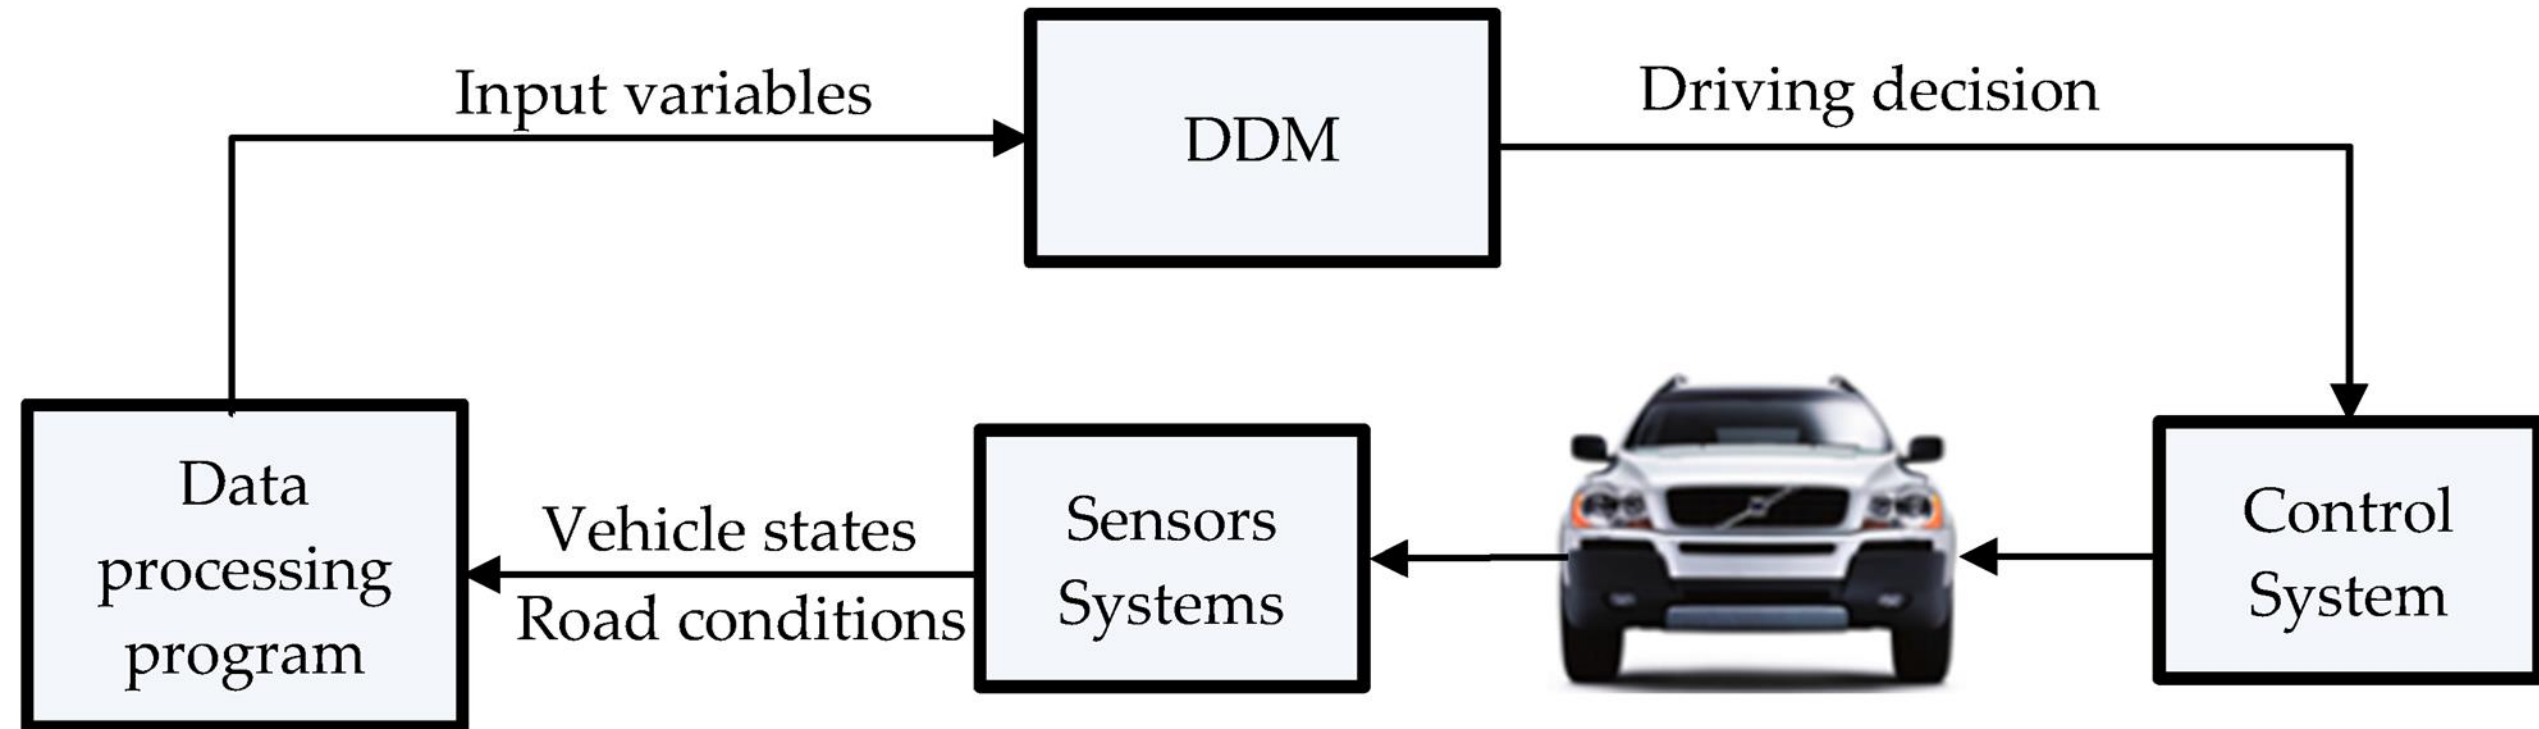 Input variables
DDM
Driving decision
Data
processing
program
Vehicle states
Road conditions
Sensors
Systems
Control
System